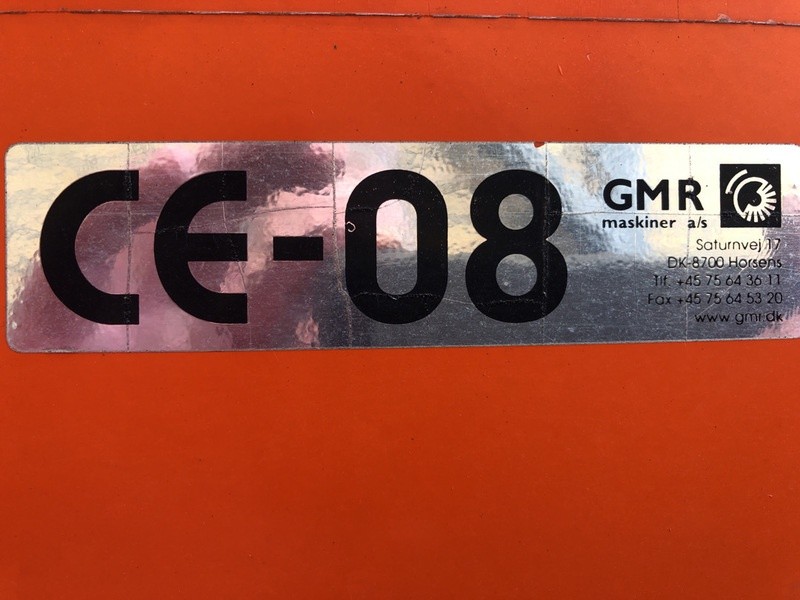 CE-08
GMR
maskiner a/s
Saturnvej 17
DK-8700 Horsens
Tlf. +45 75 64 36 11
Fax +45 75 64 53 20
www.gmr.dk